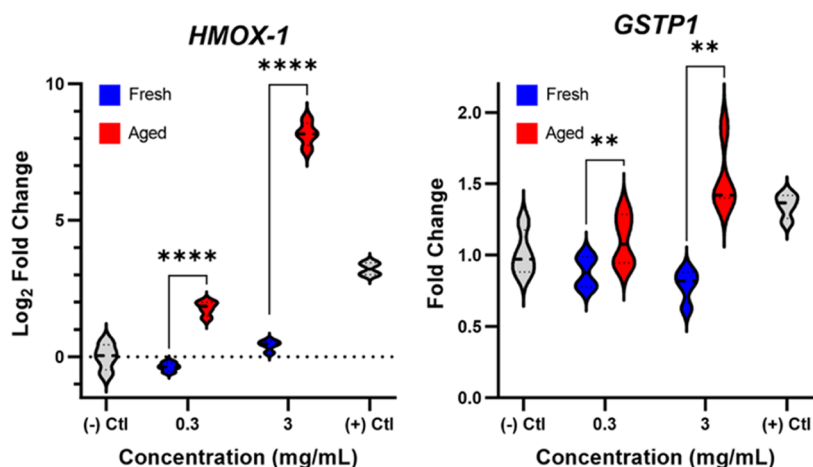 HMOX-1
****
****
Fresh
Aged
Log₂ Fold Change
10
5
0
(-) Ctl
0.3
3
(+) Ctl
Concentration (mg/mL)
GSTP1
**
**
Fresh
Aged
Fold Change
2.0
1.5
1.0
0.5
0.0
(-) Ctl
0.3
3
(+) Ctl
Concentration (mg/mL)